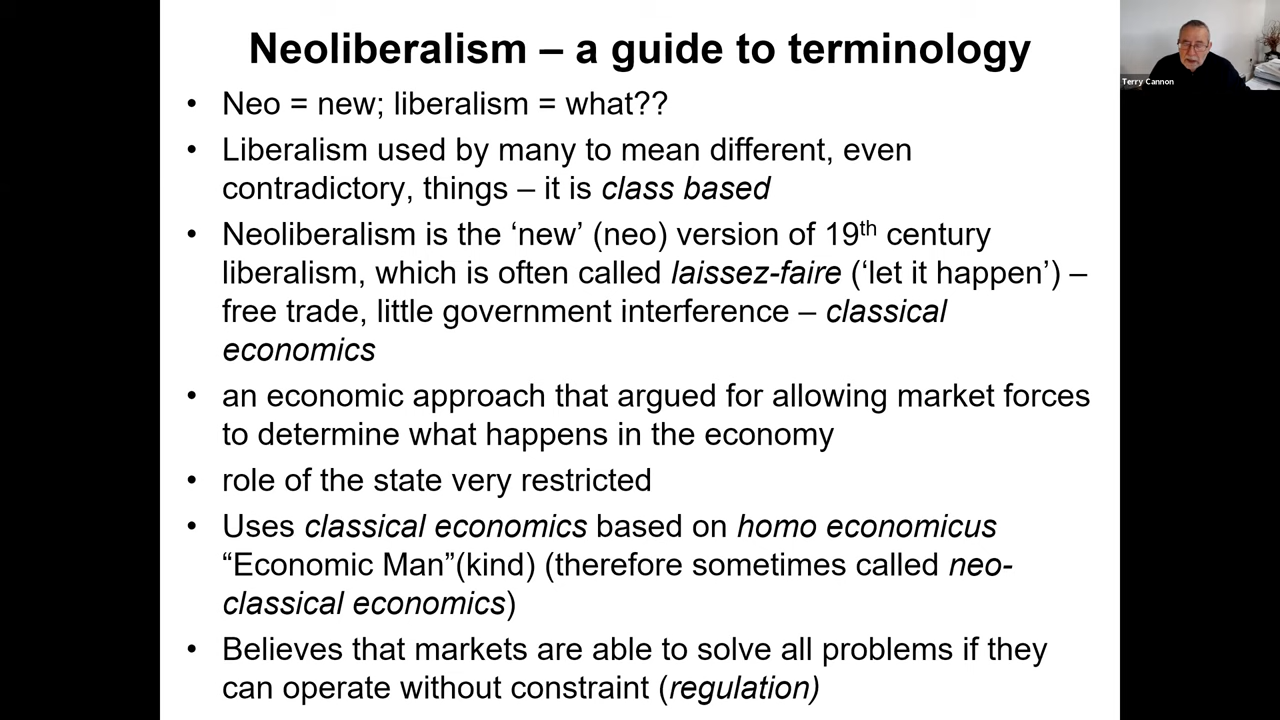 Neoliberalism – a guide to terminology
• Neo = new; liberalism = what??
• Liberalism used by many to mean different, even
contradictory, things – it is class based
• Neoliberalism is the ‘new’ (neo) version of 19th century
liberalism, which is often called laissez-faire (‘let it happen’) –
free trade, little government interference – classical
economics
• an economic approach that argued for allowing market forces
to determine what happens in the economy
• role of the state very restricted
• Uses classical economics based on homo economicus
“Economic Man”(kind) (therefore sometimes called neo-
classical economics)
• Believes that markets are able to solve all problems if they
can operate without constraint (regulation)
Terry Cannon